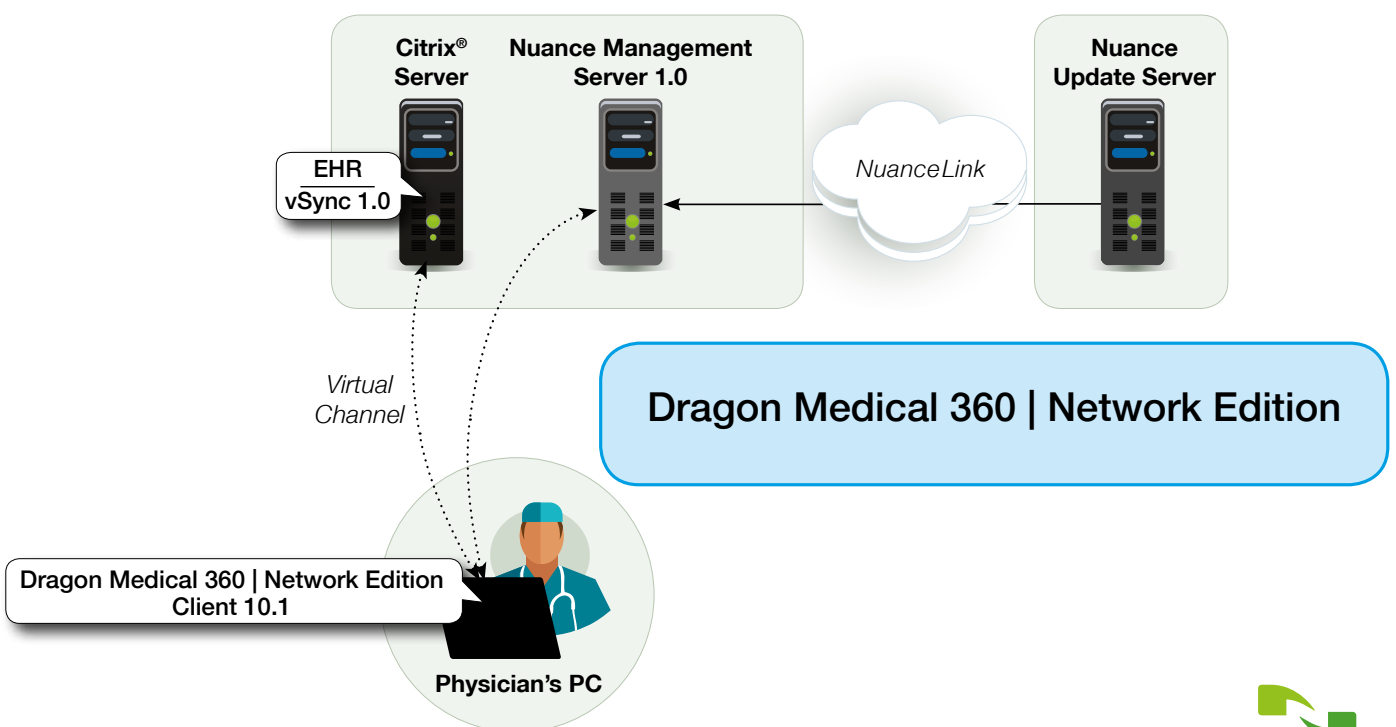 Citrix®
Server
Nuance Management
Server 1.0
Nuance
Update Server
EHR
vSync 1.0
NuanceLink
Virtual
Channel
Dragon Medical 360 | Network Edition
Dragon Medical 360 | Network Edition
Client 10.1
Physician’s PC